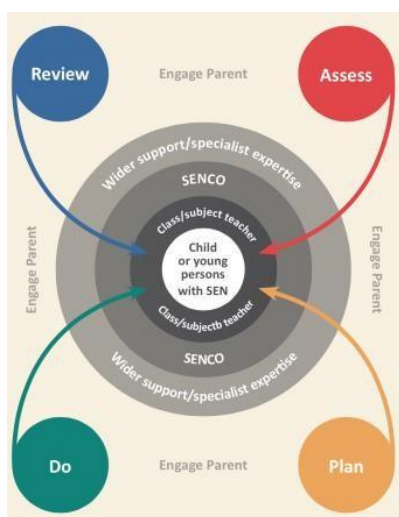 Review
Engage Parent
Assess
Wider support/specialist expertise
SENCO
Class/subject teacher
Engage Parent
Child
or young
persons
with SEN
Engage Parent
Class/subjectb teacher
SENCO
Wider support/specialist expertise
Do
Engage Parent
Plan